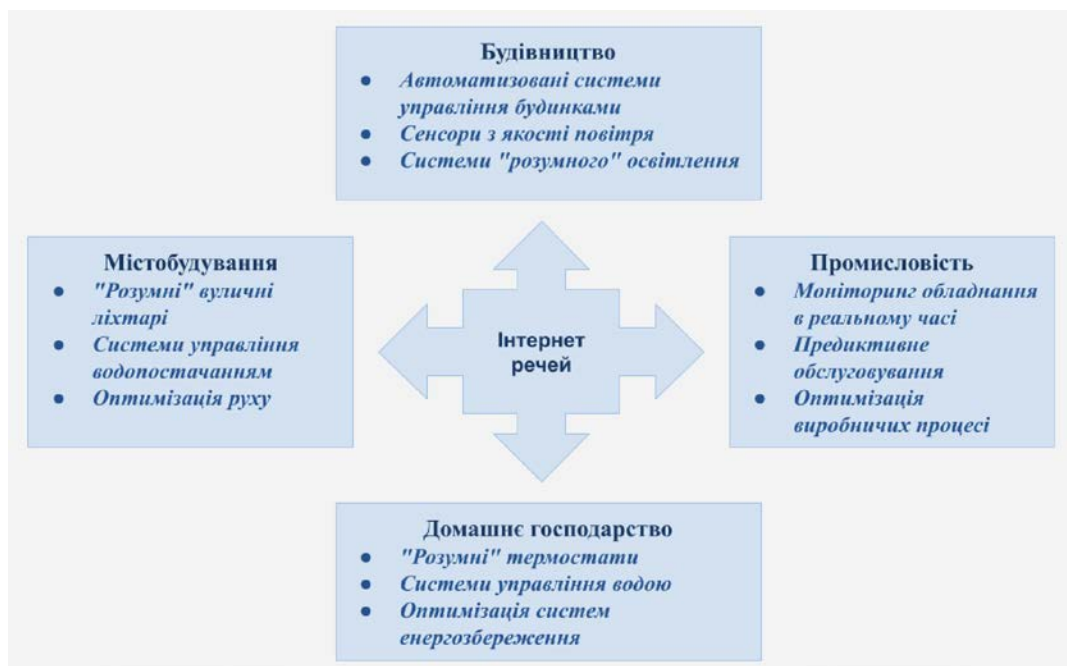 Будівництво
● Автоматизовані системи
управління будинками
● Сенсори з якості повітря
● Системи "розумного" освітлення
Містобудування
● "Розумні" вуличні
ліхтарі
● Системи управління
водопостачанням
● Оптимізація руху
Інтернет
речей
Промисловість
● Моніторинг обладнання
в реальному часі
● Предиктивне
обслуговування
● Оптимізація
виробничих процесі
Домашнє господарство
● "Розумні" термостати
● Системи управління водою
● Оптимізація систем
енергозбереження